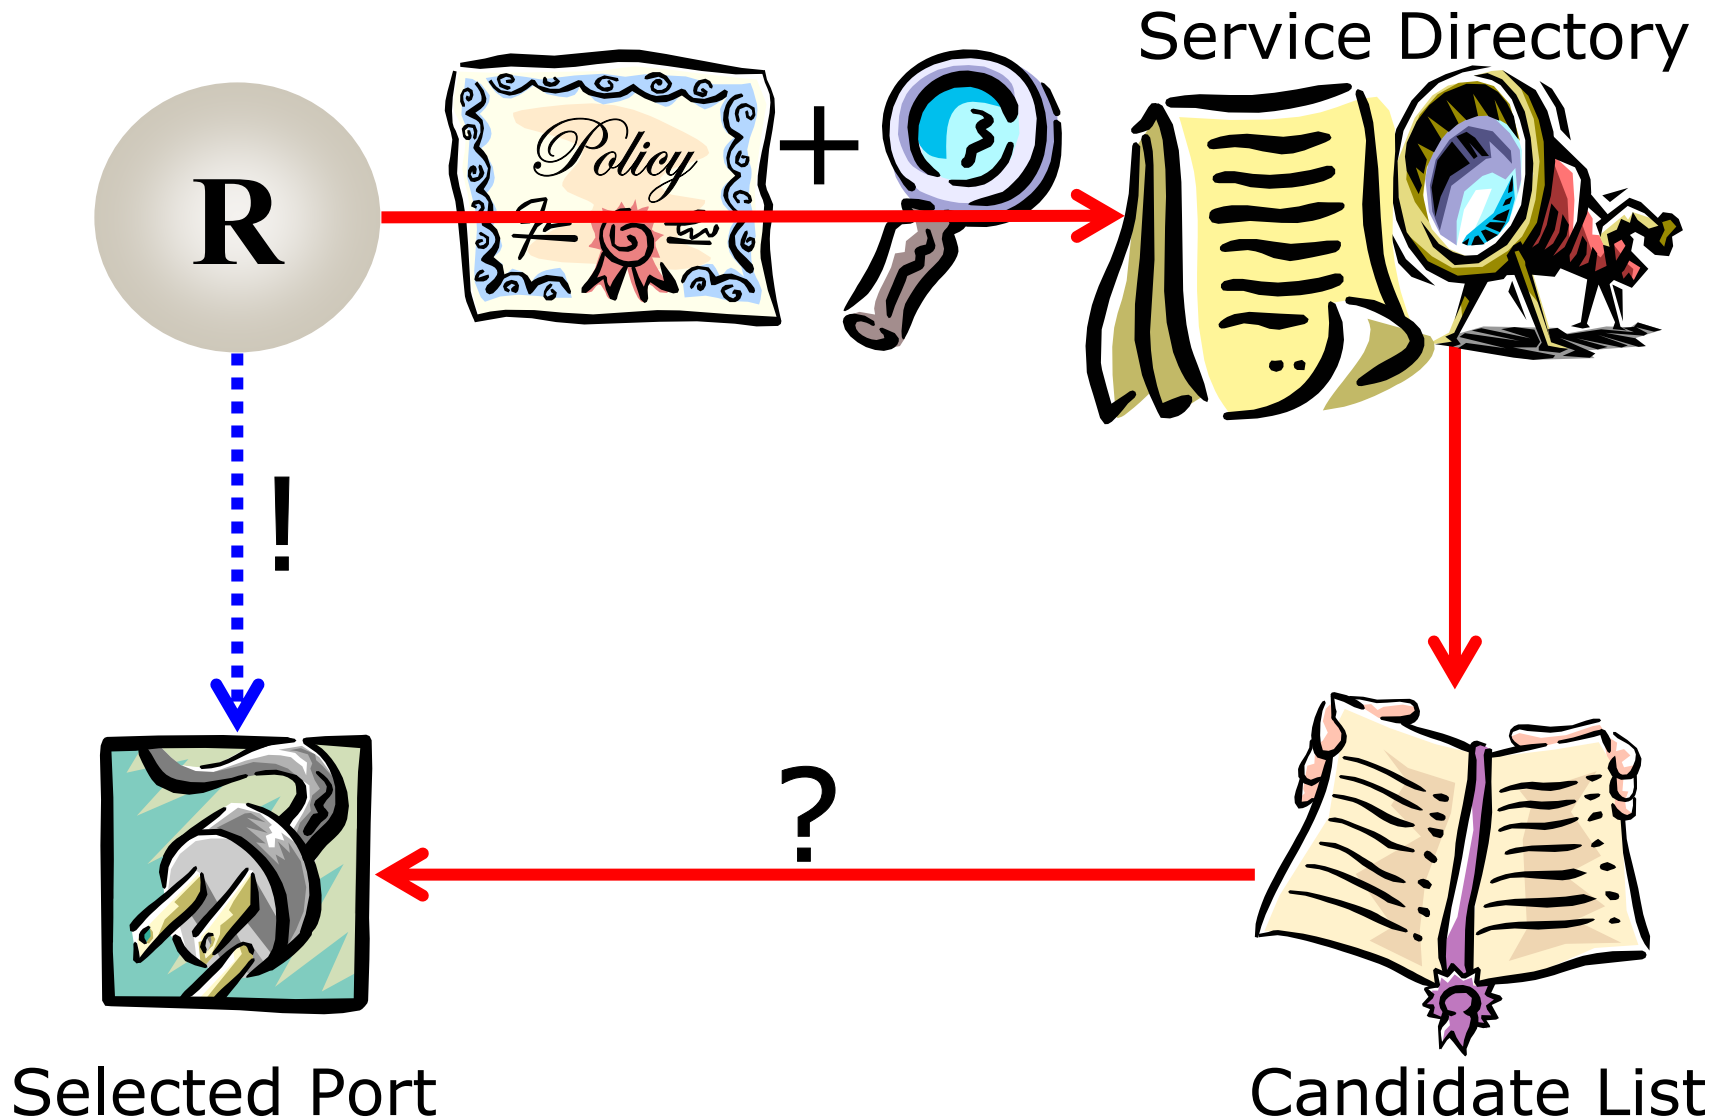 Service Directory
Policy
+
R
!
?
Selected Port
Candidate List